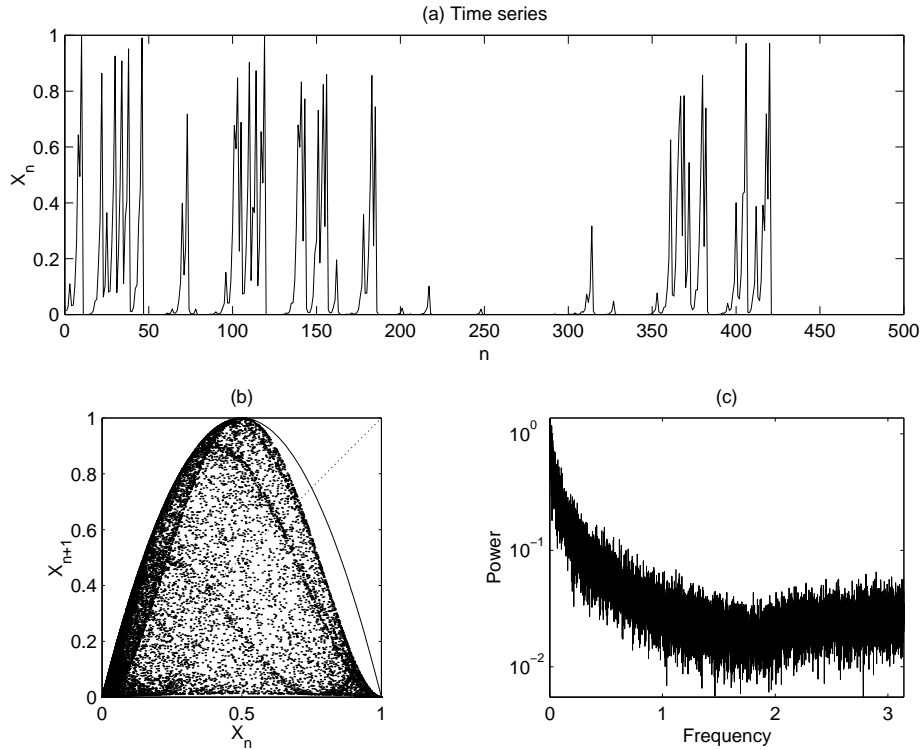 (a) Time series
1
0.8
0.6
0.4
0.2
0
X_n
0 50 100 150 200 250 300 350 400 450 500
n
(b)
1
0.8
0.6
0.4
0.2
0
X_{n+1}
0 0.5 1
X_n
(c)
10^0
10^{-1}
10^{-2}
Power
0 1 2 3
Frequency